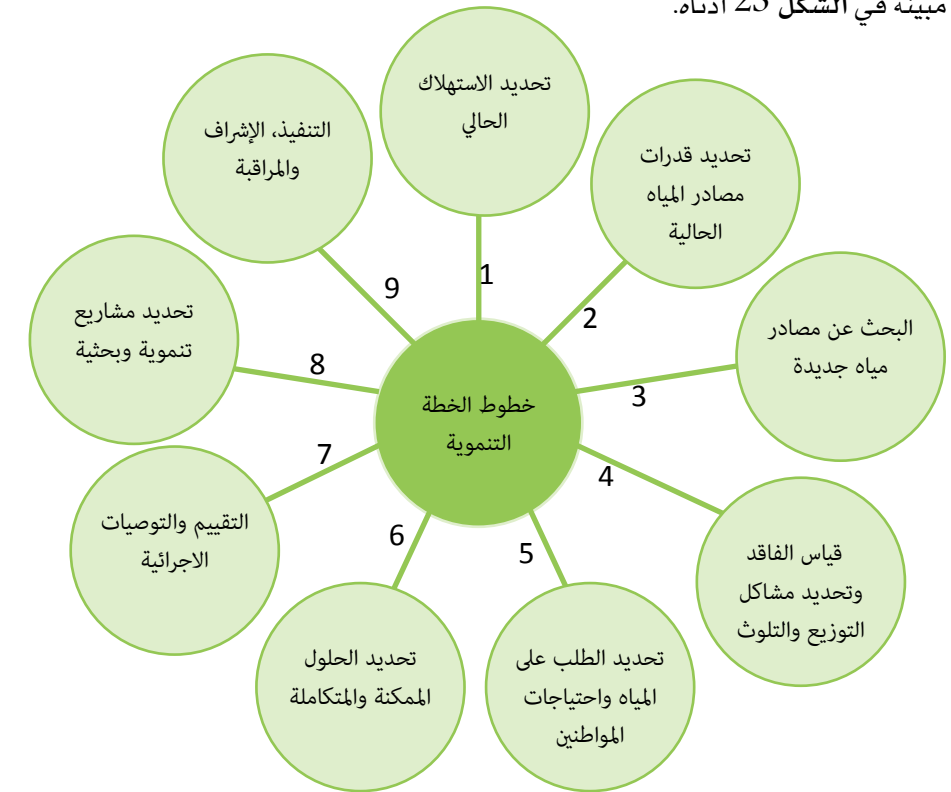 مبينة في الشكل 23 أدناه.
تحديد الاستهلاك
الحالي
1
تحديد قدرات
مصادر المياه
الحالية
2
البحث عن مصادر
مياه جديدة
3
قياس الفاقد
وتحديد مشاكل
التوزيع والتلوث
4
تحديد الطلب على
المياه واحتياجات
المواطنين
5
تحديد الحلول
الممكنة والمتكاملة
6
التقييم والتوصيات
الاجرائية
7
تحديد مشاريع
تنموية وبحثية
8
التنفيذ، الإشراف
والمراقبة
9
خطوط الخطة
التنموية